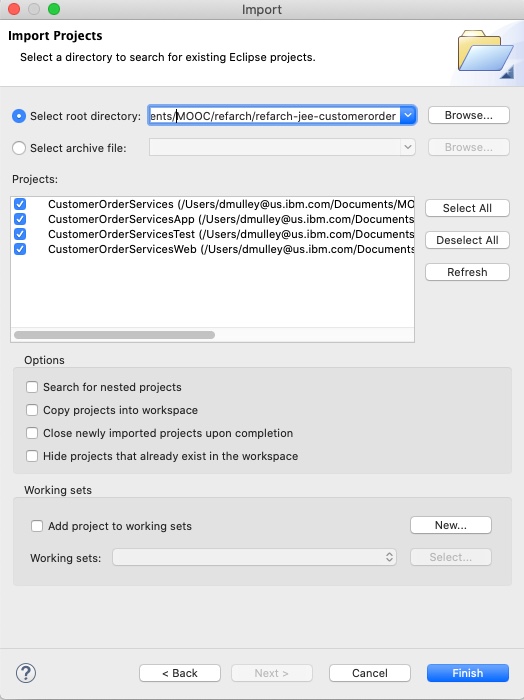 Import
Import Projects
Select a directory to search for existing Eclipse projects.
Select root directory: ents/MOOC/refarch/refarch-jee-customerorder Browse...
Select archive file: Browse...
Projects:
CustomerOrderServices (/Users/dmulley@us.ibm.com/Documents/MO
CustomerOrderServicesApp (/Users/dmulley@us.ibm.com/Documents
CustomerOrderServicesTest (/Users/dmulley@us.ibm.com/Documents
CustomerOrderServicesWeb (/Users/dmulley@us.ibm.com/Documents
Select All
Deselect All
Refresh
Options
Search for nested projects
Copy projects into workspace
Close newly imported projects upon completion
Hide projects that already exist in the workspace
Working sets
Add project to working sets New...
Working sets: Select...
? < Back Next > Cancel Finish